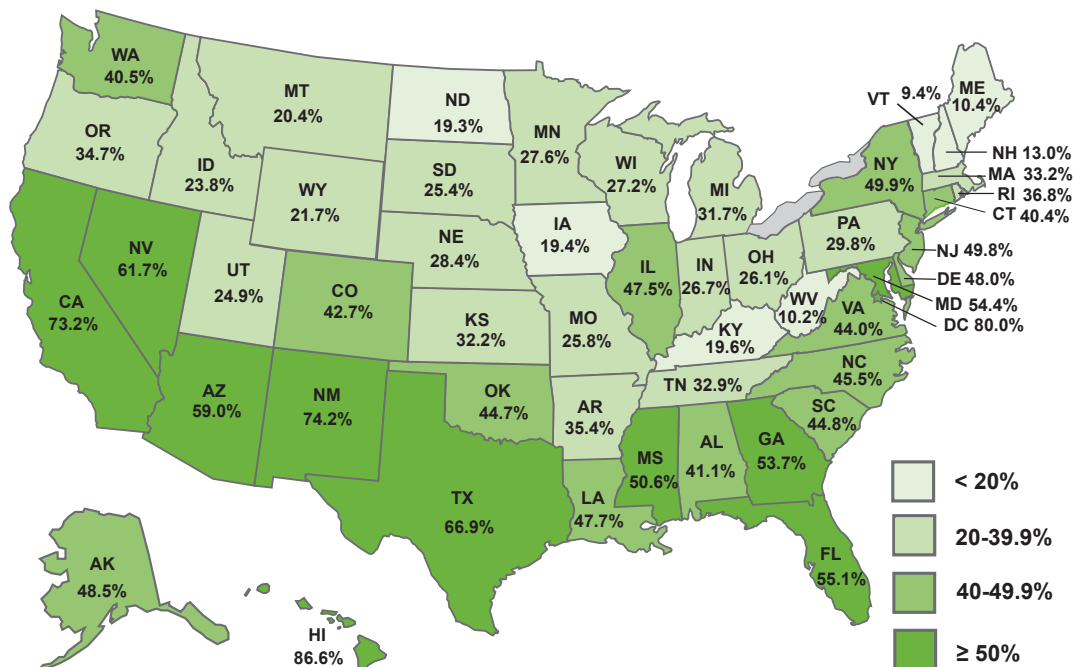 WA
40.5%
MT
20.4%
ND
19.3%
MN
27.6%
VT
9.4%
ME
10.4%
OR
34.7%
ID
23.8%
WY
21.7%
SD
25.4%
WI
27.2%
MI
31.7%
NY
49.9%
NH 13.0%
MA 33.2%
RI 36.8%
CT 40.4%
NV
61.7%
UT
24.9%
NE
28.4%
IA
19.4%
IL
47.5%
IN
26.7%
OH
26.1%
PA
29.8%
NJ 49.8%
DE 48.0%
MD 54.4%
DC 80.0%
CA
73.2%
CO
42.7%
KS
32.2%
MO
25.8%
KY
19.6%
WV
10.2%
VA
44.0%
AZ
59.0%
NM
74.2%
OK
44.7%
AR
35.4%
TN 32.9%
NC
45.5%
SC
44.8%
TX
66.9%
LA
47.7%
MS
50.6%
AL
41.1%
GA
53.7%
FL
55.1%
AK
48.5%
HI
86.6%
< 20%
20-39.9%
40-49.9%
≥ 50%